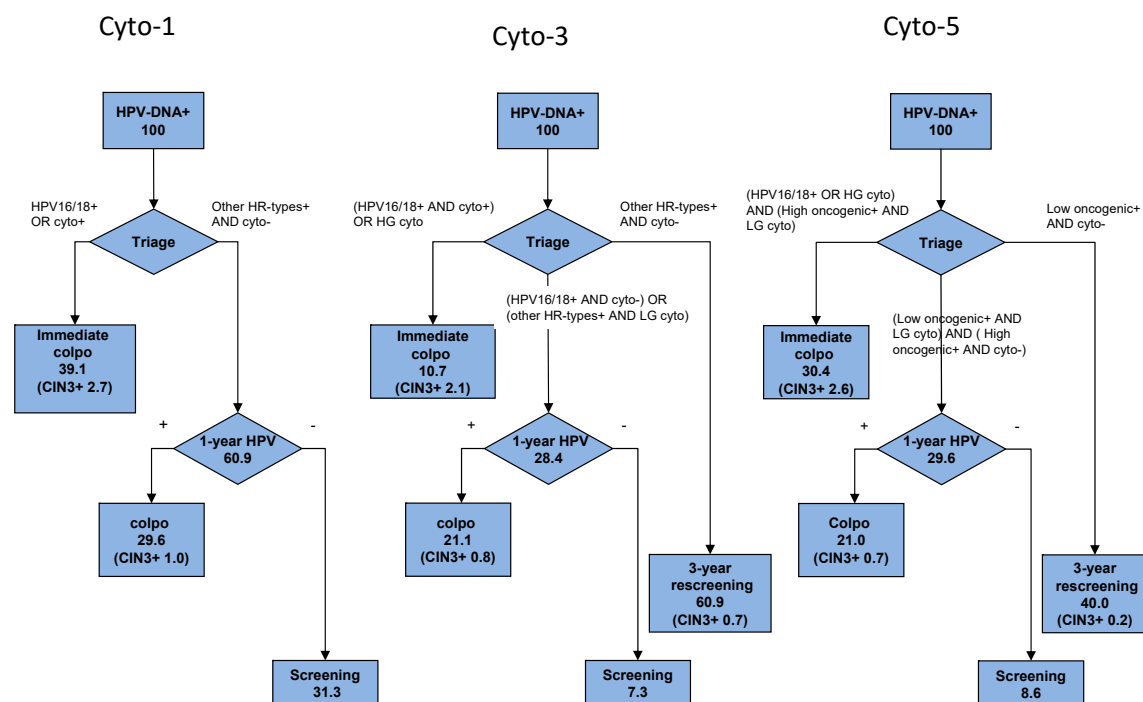 Cyto-1
HPV-DNA+
100
HPV16/18+
OR cyto+
Other HR-types+
AND cyto-
Triage
Immediate
colpo
39.1
(CIN3+ 2.7)
+
-
1-year HPV
60.9
colpo
29.6
(CIN3+ 1.0)
Screening
31.3
Cyto-3
HPV-DNA+
100
(HPV16/18+ AND cyto+)
OR HG cyto
Other HR-types+
AND cyto-
Triage
(HPV16/18+ AND cyto-) OR
(other HR-types+ AND LG cyto)
Immediate
colpo
10.7
(CIN3+ 2.1)
+
-
1-year HPV
28.4
colpo
21.1
(CIN3+ 0.8)
3-year
rescreening
60.9
(CIN3+ 0.7)
Screening
7.3
Cyto-5
HPV-DNA+
100
(HPV16/18+ OR HG cyto)
AND (High oncogenic+ AND
LG cyto)
Low oncogenic+
AND cyto-
Triage
(Low oncogenic+ AND
LG cyto) AND ( High
oncogenic+ AND cyto-)
Immediate
colpo
30.4
(CIN3+ 2.6)
+
-
1-year HPV
29.6
Colpo
21.0
(CIN3+ 0.7)
3-year
rescreening
40.0
(CIN3+ 0.2)
Screening
8.6